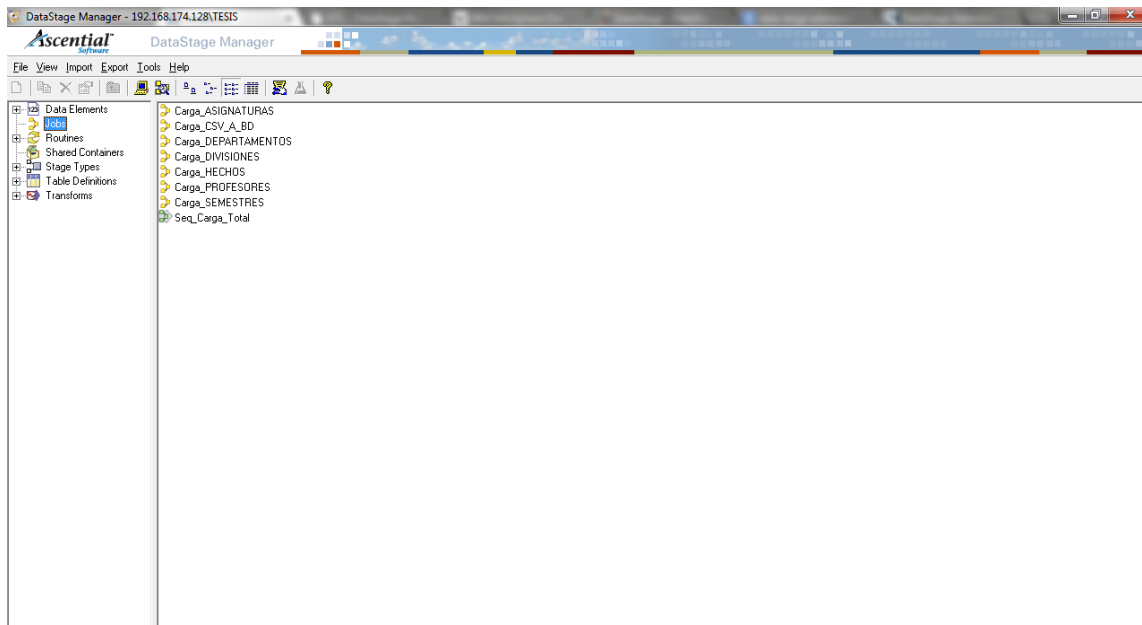 DataStage Manager - 192.168.174.128\TESIS
Ascential
Software
DataStage Manager
File View Import Export Tools Help
Data Elements
Jobs
Routines
Shared Containers
Stage Types
Table Definitions
Transforms
Carga_ASIGNATURAS
Carga_CSV_A_BD
Carga_DEPARTAMENTOS
Carga_DIVISIONES
Carga_HECHOS
Carga_PROFESORES
Carga_SEMESTRES
Seq_Carga_Total